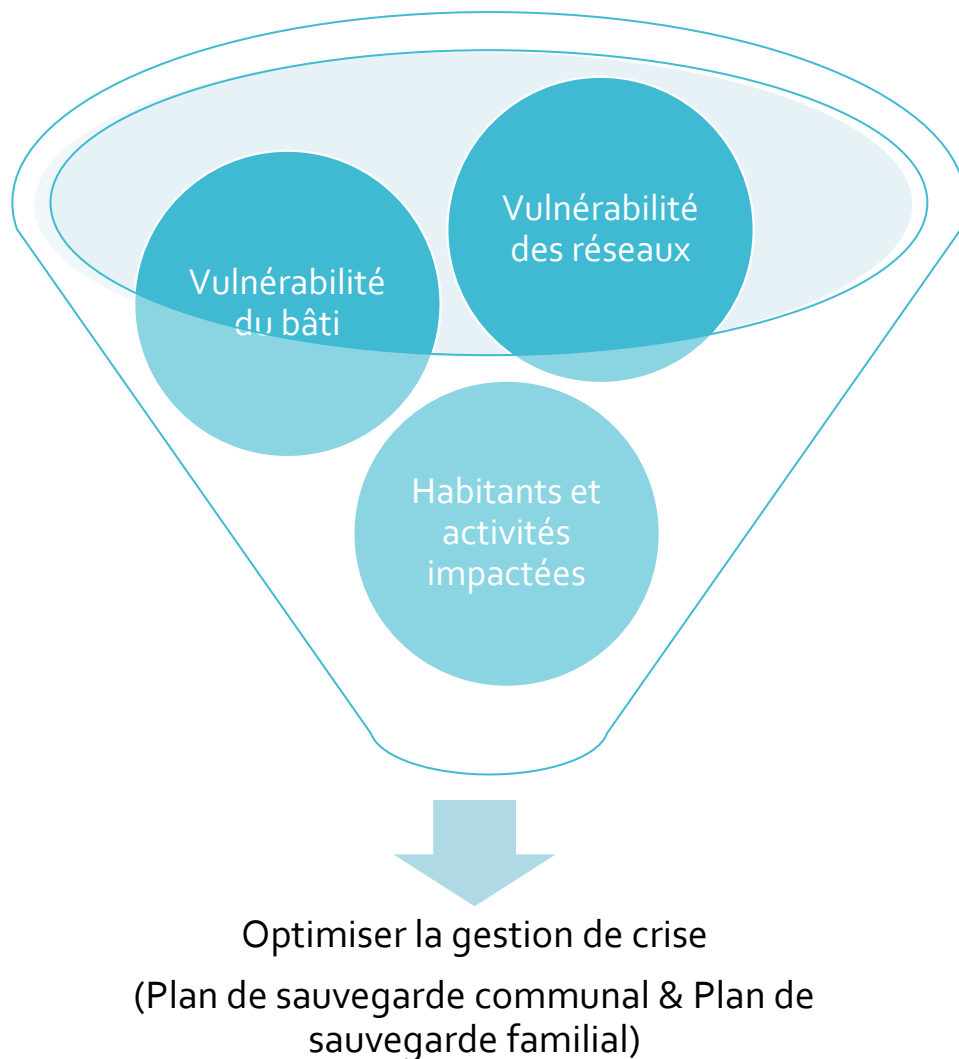 Vulnérabilité
des réseaux
Vulnérabilité
du bâti
Habitants et
activités
impactées
Optimiser la gestion de crise
(Plan de sauvegarde communal & Plan de
sauvegarde familial)